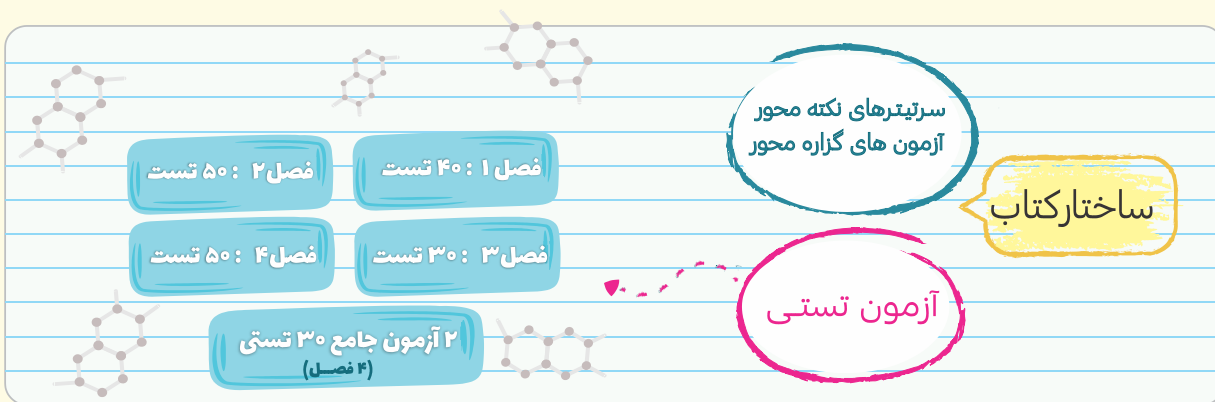 سرتیترهای نکته محور
آزمون های گزاره محور
ساختارکتاب
آزمون تستی
فصل ۱ : ۴۰ تست
فصل۲ : ۵۰ تست
فصل۳ : ۳۰ تست
فصل۴ : ۵۰ تست
۲ آزمون جامع ۳۰ تستی
(۴ فصـل)